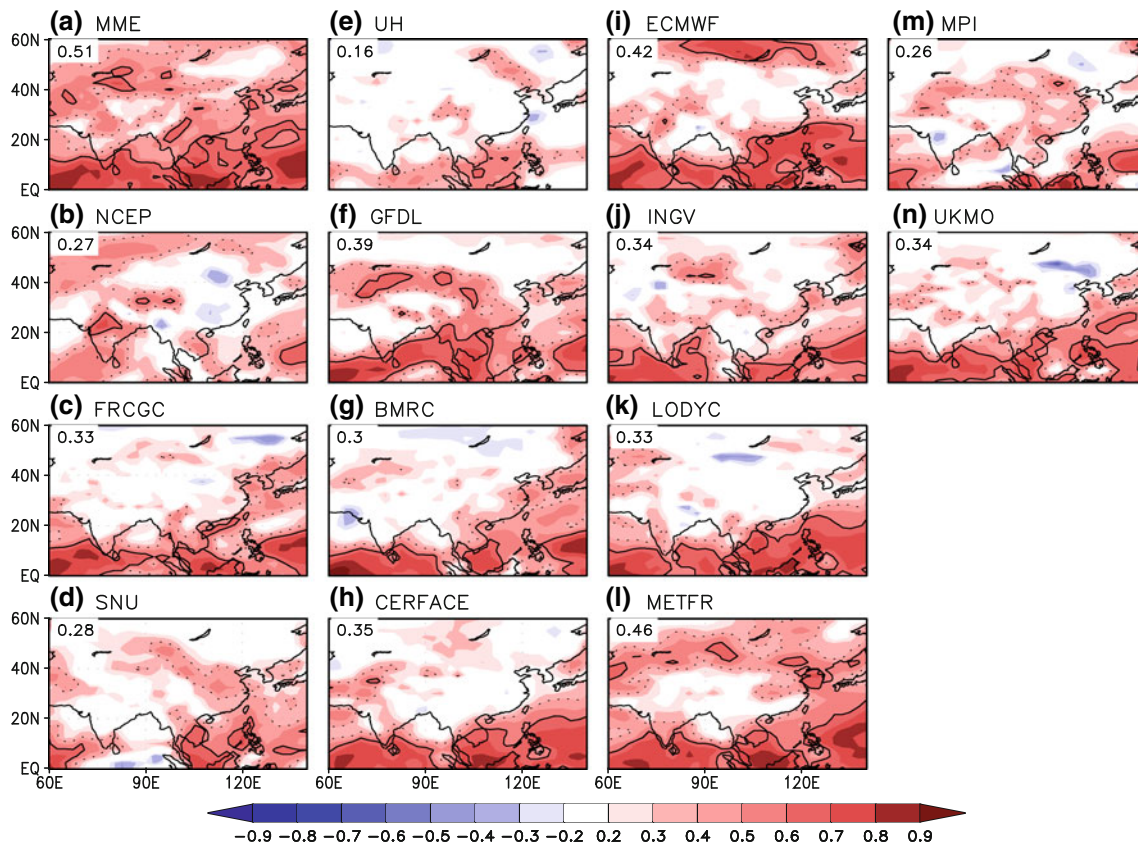 (a) MME (e) UH (i) ECMWF (m) MPI
60N 0.51 0.16 0.42 0.26
40N
20N
EQ
(b) NCEP (f) GFDL (j) INGV (n) UKMO
60N 0.27 0.39 0.34 0.34
40N
20N
EQ
(c) FRCGC (g) BMRC (k) LODYC
60N 0.33 0.3 0.33
40N
20N
EQ
(d) SNU (h) CERFACE (l) METFR
60N 0.28 0.35 0.46
40N
20N
EQ
60E 90E 120E 60E 90E 120E 60E 90E 120E
−0.9 −0.7 −0.6 −0.5 −0.4 −0.3 −0.2 0.2 0.3 0.4 0.5 0.6 0.7 0.8 0.9